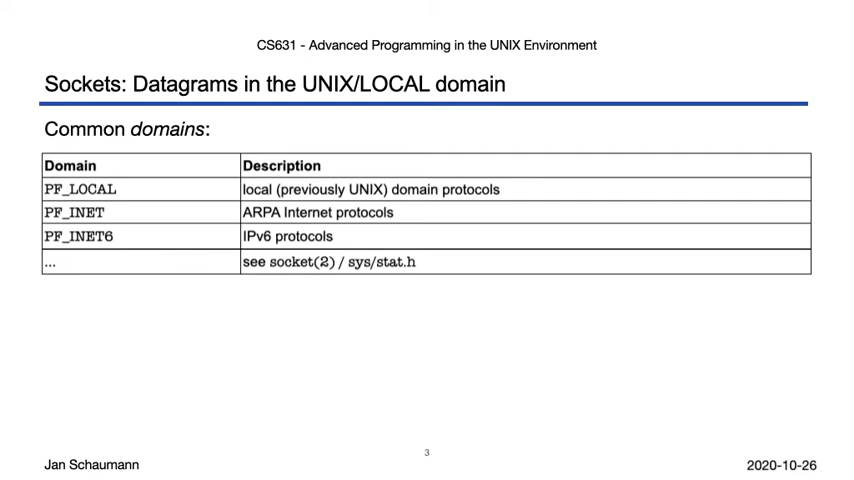 CS631 - Advanced Programming in the UNIX Environment
Sockets: Datagrams in the UNIX/LOCAL domain
Common domains:
Domain Description
PF_LOCAL local (previously UNIX) domain protocols
PF_INET ARPA Internet protocols
PF_INET6 IPv6 protocols
... see socket(2) / sys/stat.h
3
Jan Schaumann 2020-10-26